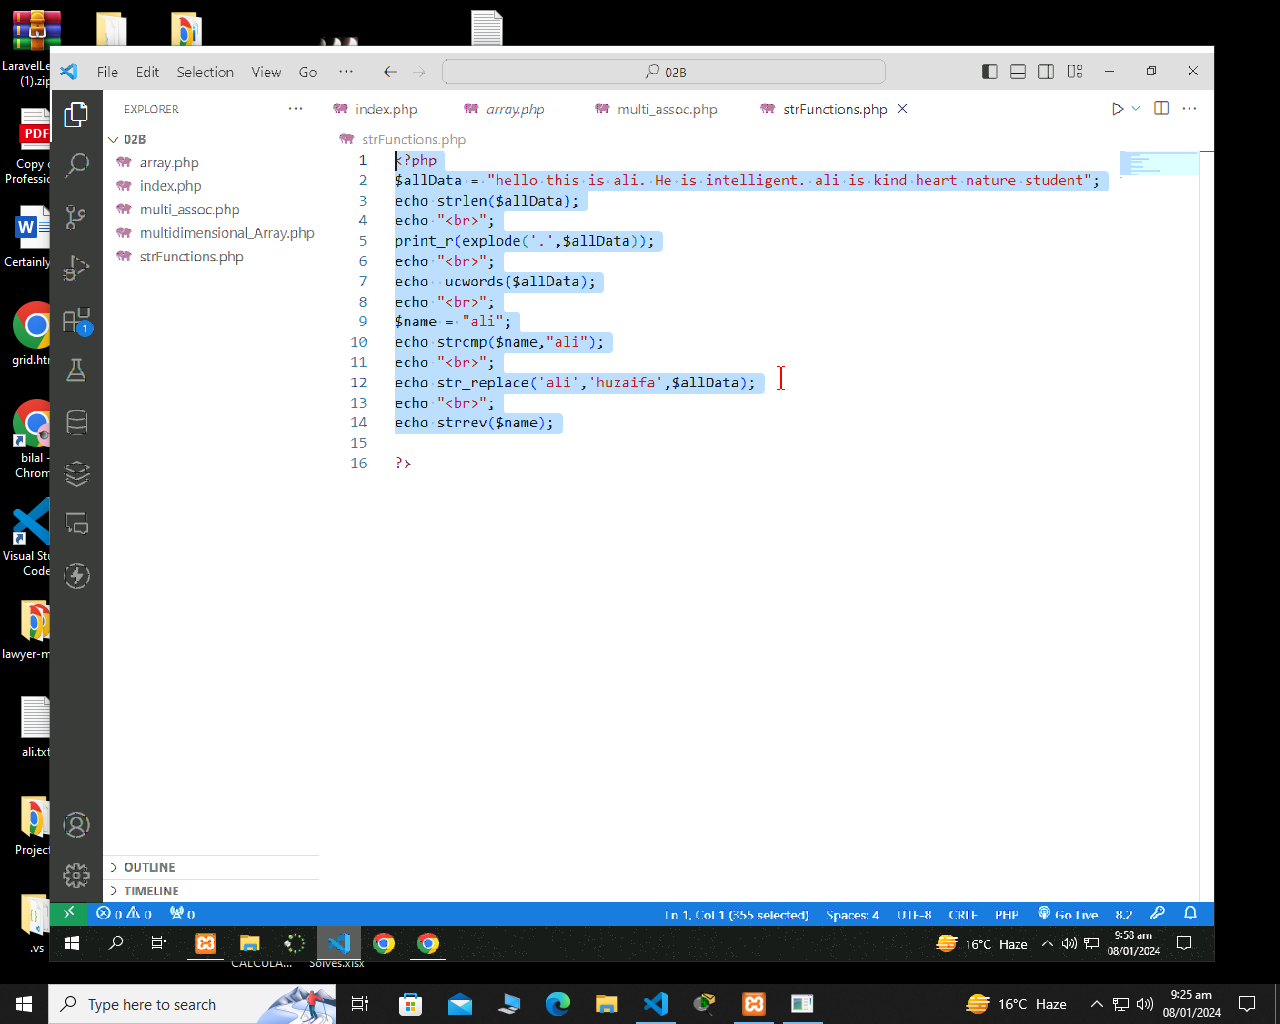 LaravelLe
(1).zip
File Edit Selection View Go ··· 02B
PDF
Copy o
Professio
Certainly
grid.ht
bilal -
Chrom
Visual Stu
Code
lawyer-m
ali.txt
Project
.vs
EXPLORER ···
02B
array.php
index.php
multi_assoc.php
multidimensional_Array.php
strFunctions.php
OUTLINE
TIMELINE
index.php array.php multi_assoc.php strFunctions.php
strFunctions.php
1 <?php
2 $allData = "hello this is ali. He is intelligent. ali is kind heart nature student";
3 echo strlen($allData);
4 echo "<br>";
5 print_r(explode('.',$allData));
6 echo "<br>";
7 echo  ucwords($allData);
8 echo "<br>";
9 $name = "ali";
10 echo strcmp($name,"ali");
11 echo "<br>";
12 echo str_replace('ali','huzaifa',$allData);
13 echo "<br>";
14 echo strrev($name);
15
16 ?>
1
0 0 0 Ln 1, Col 1 (355 selected) Spaces: 4 UTF-8 CRLF PHP Go Live 8.2
16°C Haze 9:58 am
08/01/2024
CALCULA... Solves.xlsx
Type here to search 16°C Haze 9:25 am
08/01/2024